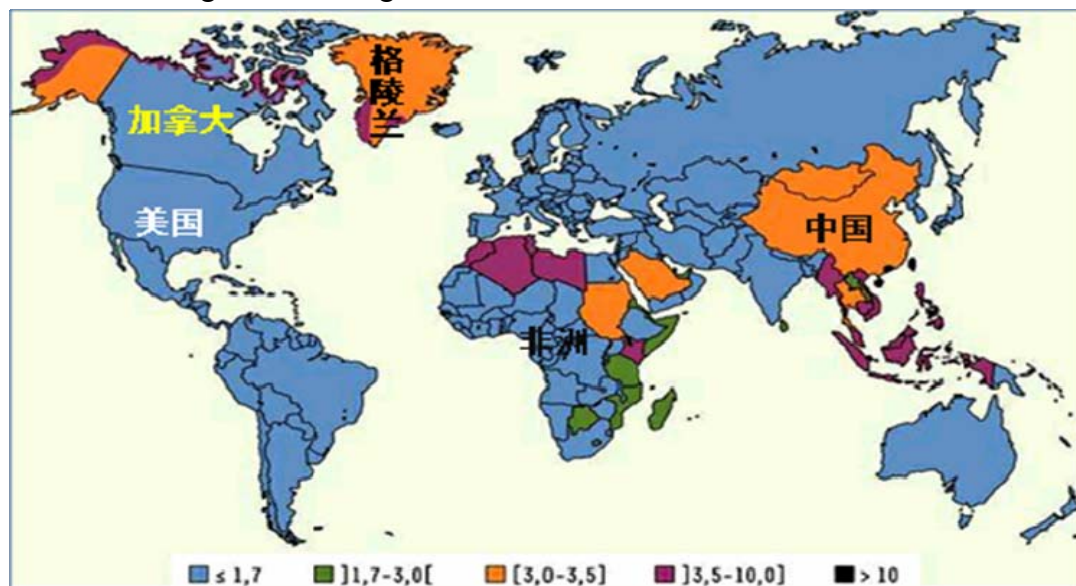 格陵兰
加拿大
美国
中国
非洲
≤ 1,7 ]1,7-3,0[ [3,0-3,5] ]3,5-10,0] > 10